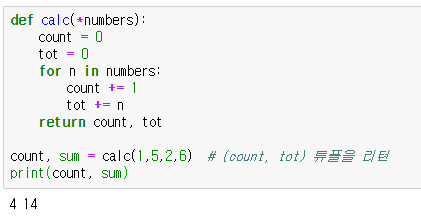 def calc(*numbers):
    count = 0
    tot = 0
    for n in numbers:
        count += 1
        tot += n
    return count, tot

count, sum = calc(1,5,2,6)  # (count, tot) 튜플을 리턴
print(count, sum)
4 14